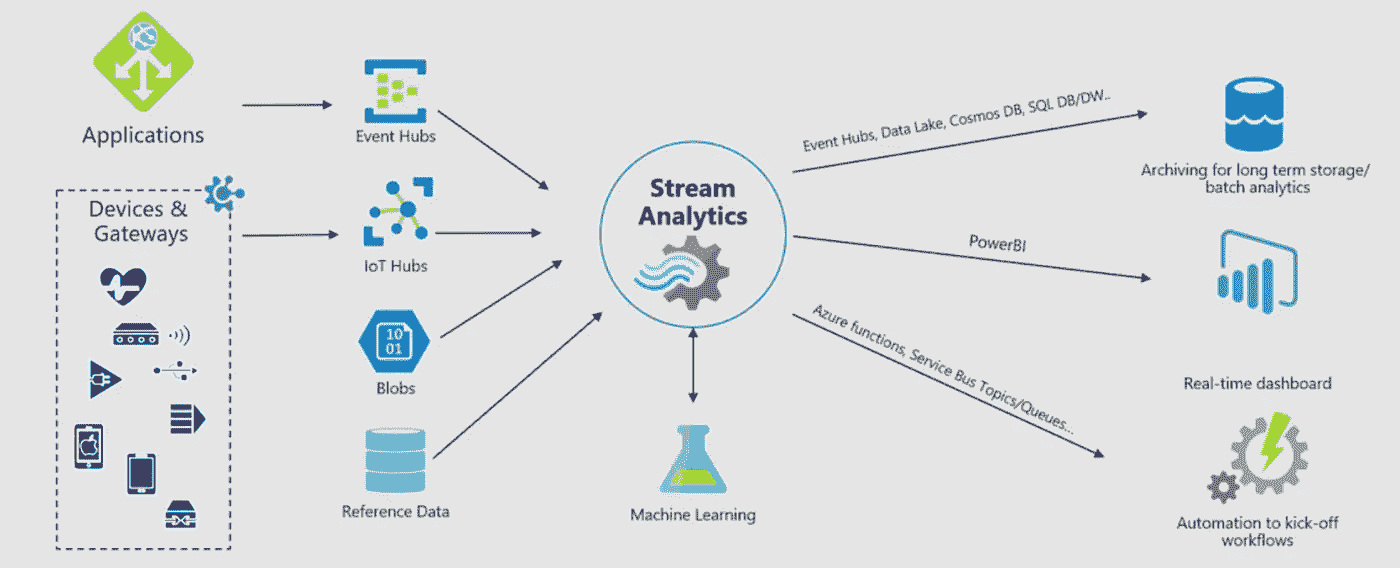 Applications
Devices &
Gateways
Event Hubs
IoT Hubs
10
01
Blobs
Reference Data
Stream
Analytics
Machine Learning
Event Hubs, Data Lake, Cosmos DB, SQL DB/DW..
PowerBI
Azure functions, Service Bus Topics/Queues...
Archiving for long term storage/
batch analytics
Real-time dashboard
Automation to kick-off
workflows